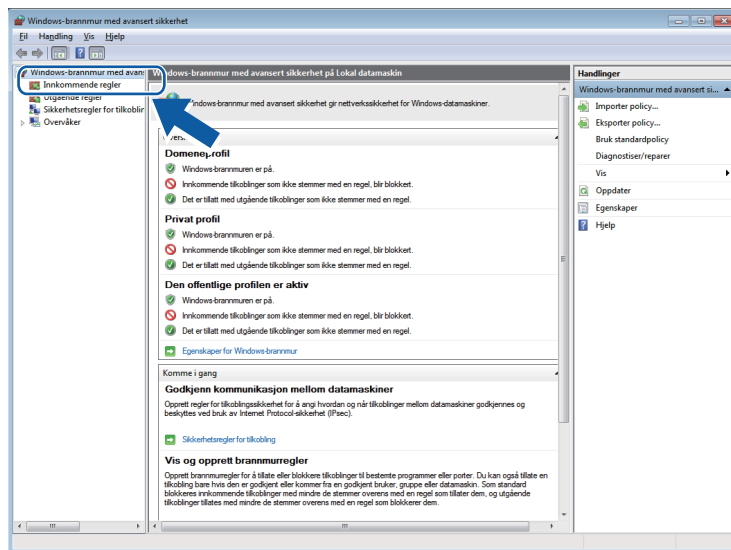 Windows-brannmur med avansert sikkerhet
Fil Handling Vis Hjelp
Windows-brannmur med avans
Innkommende regler
Utgående regler
Sikkerhetsregler for tilkoblir
Overvåker
Windows-brannmur med avansert sikkerhet på Lokal datamaskin
Windows-brannmur med avansert sikkerhet gir nettverkssikkerhet for Windows-datamaskiner.
Domeneprofil
Windows-brannmuren er på.
Innkommende tilkoblinger som ikke stemmer med en regel, blir blokkert.
Det er tillatt med utgående tilkoblinger som ikke stemmer med en regel.
Privat profil
Windows-brannmuren er på.
Innkommende tilkoblinger som ikke stemmer med en regel, blir blokkert.
Det er tillatt med utgående tilkoblinger som ikke stemmer med en regel.
Den offentlige profilen er aktiv
Windows-brannmuren er på.
Innkommende tilkoblinger som ikke stemmer med en regel, blir blokkert.
Det er tillatt med utgående tilkoblinger som ikke stemmer med en regel.
Egenskaper for Windows-brannmur
Komme i gang
Godkjenn kommunikasjon mellom datamaskiner
Opprett regler for tilkoblingssikkerhet for å angi hvordan og når tilkoblinger mellom datamaskiner godkjennes og
beskyttes ved bruk av Internet Protocol-sikkerhet (IPsec).
Sikkerhetsregler for tilkobling
Vis og opprett brannmurregler
Opprett brannmurregler for å tillate eller blokkere tilkoblinger til bestemte programmer eller porter. Du kan også tillate en
tilkobling bare hvis den er godkjent eller kommer fra en godkjent bruker, gruppe eller datamaskin. Som standard
blokkeres innkommende tilkoblinger med mindre de stemmer overens med en regel som tillater dem, og utgående
tilkoblinger tillates med mindre de stemmer overens med en regel som blokkerer dem.
Handlinger
Windows-brannmur med avansert si...
Importer policy...
Eksporter policy...
Bruk standardpolicy
Diagnostiser/reparer
Vis
Oppdater
Egenskaper
Hjelp